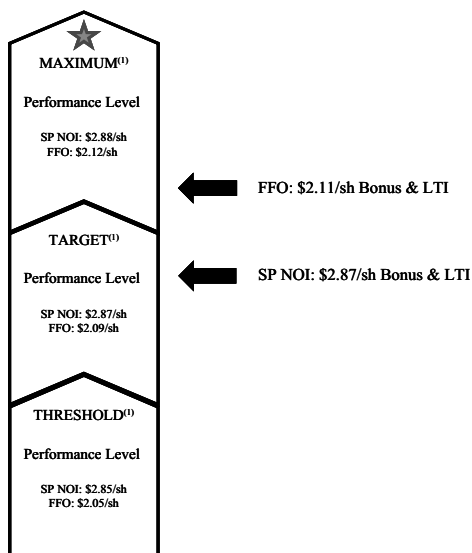 MAXIMUM(1)
Performance Level
SP NOI: $2.88/sh
FFO: $2.12/sh
FFO: $2.11/sh Bonus & LTI
TARGET(1)
Performance Level
SP NOI: $2.87/sh Bonus & LTI
SP NOI: $2.87/sh
FFO: $2.09/sh
THRESHOLD(1)
Performance Level
SP NOI: $2.85/sh
FFO: $2.05/sh